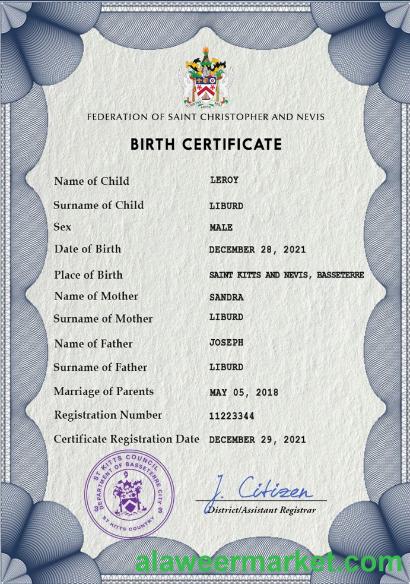 FEDERATION OF SAINT CHRISTOPHER AND NEVIS
BIRTH CERTIFICATE
Name of Child LEROY
Surname of Child LIBURD
Sex MALE
Date of Birth DECEMBER 28, 2021
Place of Birth SAINT KITTS AND NEVIS, BASSETERRE
Name of Mother SANDRA
Surname of Mother LIBURD
Name of Father JOSEPH
Surname of Father LIBURD
Marriage of Parents MAY 05, 2018
Registration Number 11223344
Certificate Registration Date DECEMBER 29, 2021
ST KITTS COUNCIL
DEPARTMENT OF BASSETERRE CITY
ST KITTS COUNTRY
J. Citizen
District/Assistant Registrar
alaweermarket.com